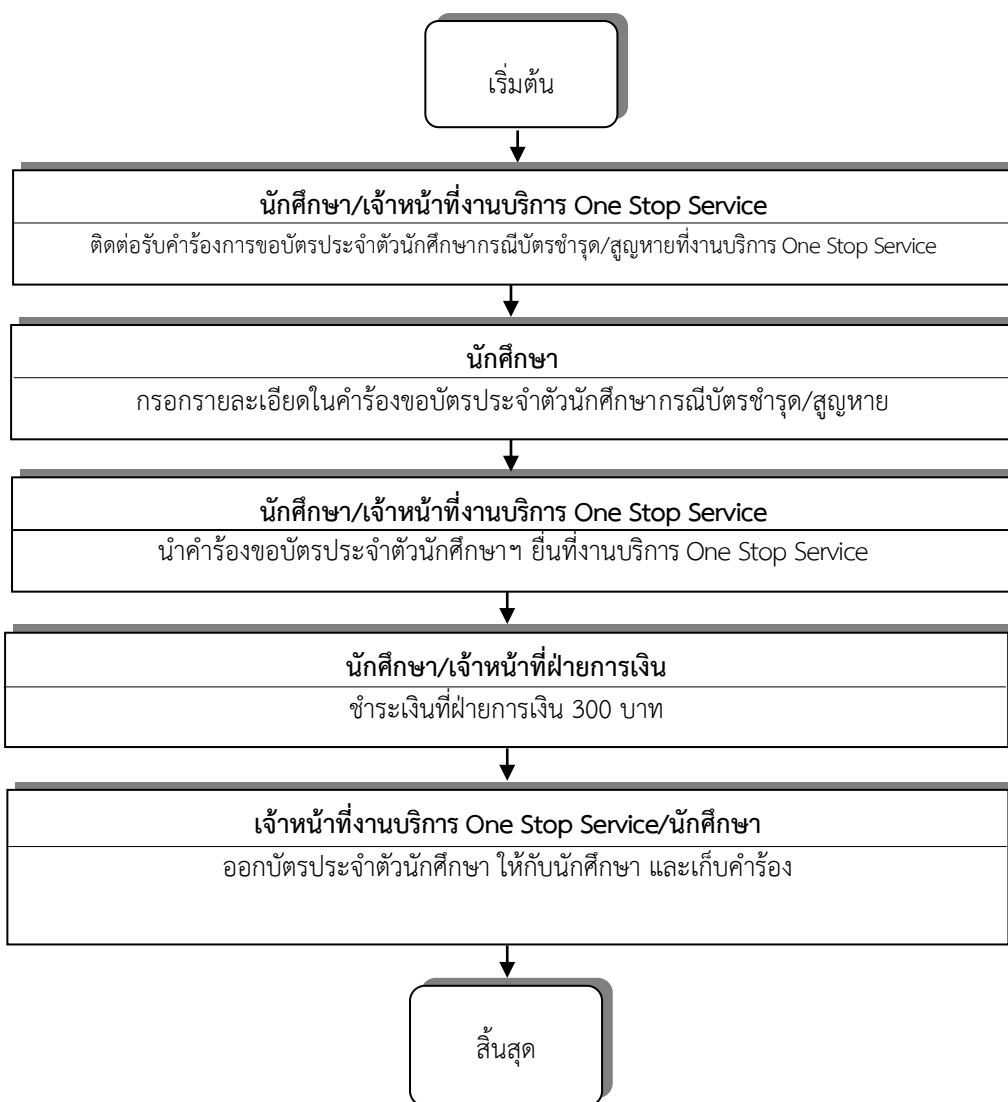 เริ่มต้น
นักศึกษา/เจ้าหน้าที่งานบริการ One Stop Service
ติดต่อรับคำร้องการขอบัตรประจำตัวนักศึกษากรณีบัตรชำรุด/สูญหายที่งานบริการ One Stop Service
นักศึกษา
กรอกรายละเอียดในคำร้องขอบัตรประจำตัวนักศึกษากรณีบัตรชำรุด/สูญหาย
นักศึกษา/เจ้าหน้าที่งานบริการ One Stop Service
นำคำร้องขอบัตรประจำตัวนักศึกษาฯ ยื่นที่งานบริการ One Stop Service
นักศึกษา/เจ้าหน้าที่ฝ่ายการเงิน
ชำระเงินที่ฝ่ายการเงิน 300 บาท
เจ้าหน้าที่งานบริการ One Stop Service/นักศึกษา
ออกบัตรประจำตัวนักศึกษา ให้กับนักศึกษา และเก็บคำร้อง
สิ้นสุด